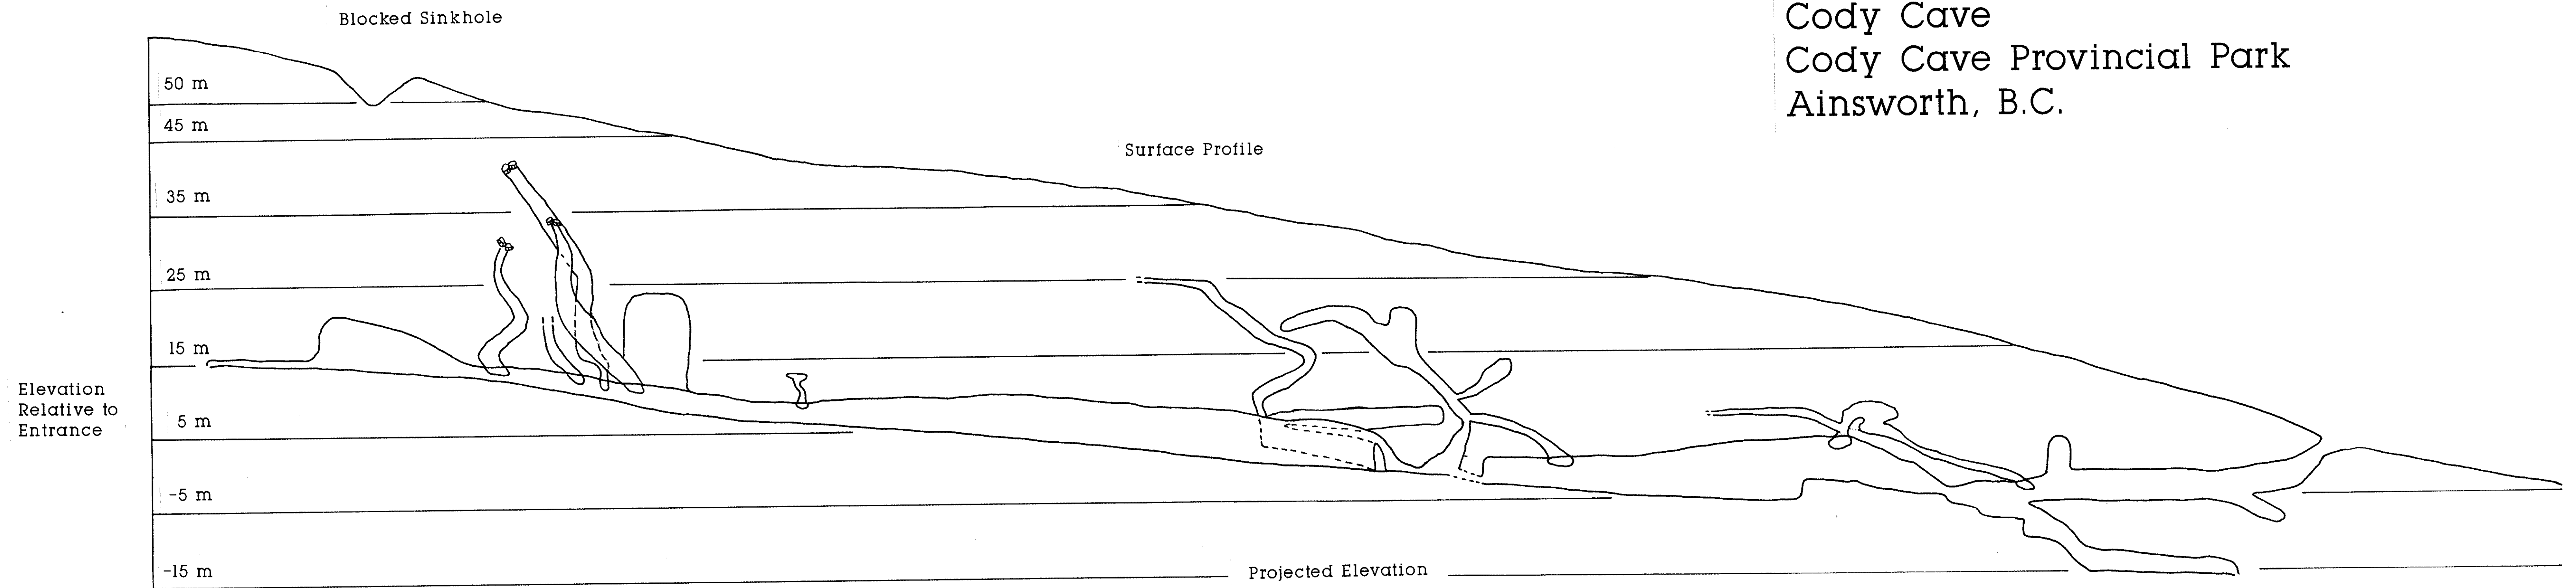 Blocked Sinkhole
Cody Cave
Cody Cave Provincial Park
Ainsworth, B.C.
50 m
45 m
Surface Profile
35 m
25 m
15 m
Elevation
Relative to
Entrance
5 m
-5 m
-15 m
Projected Elevation